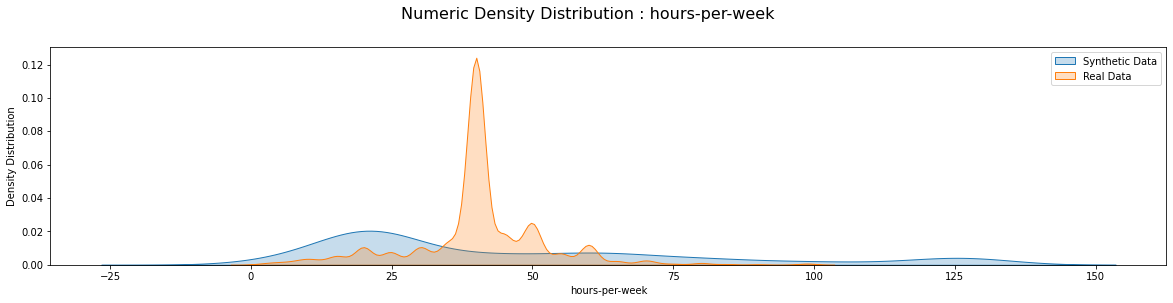 Numeric Density Distribution : hours-per-week
Synthetic Data
Real Data
Density Distribution
0.12
0.10
0.08
0.06
0.04
0.02
0.00
−25 0 25 50 75 100 125 150
hours-per-week